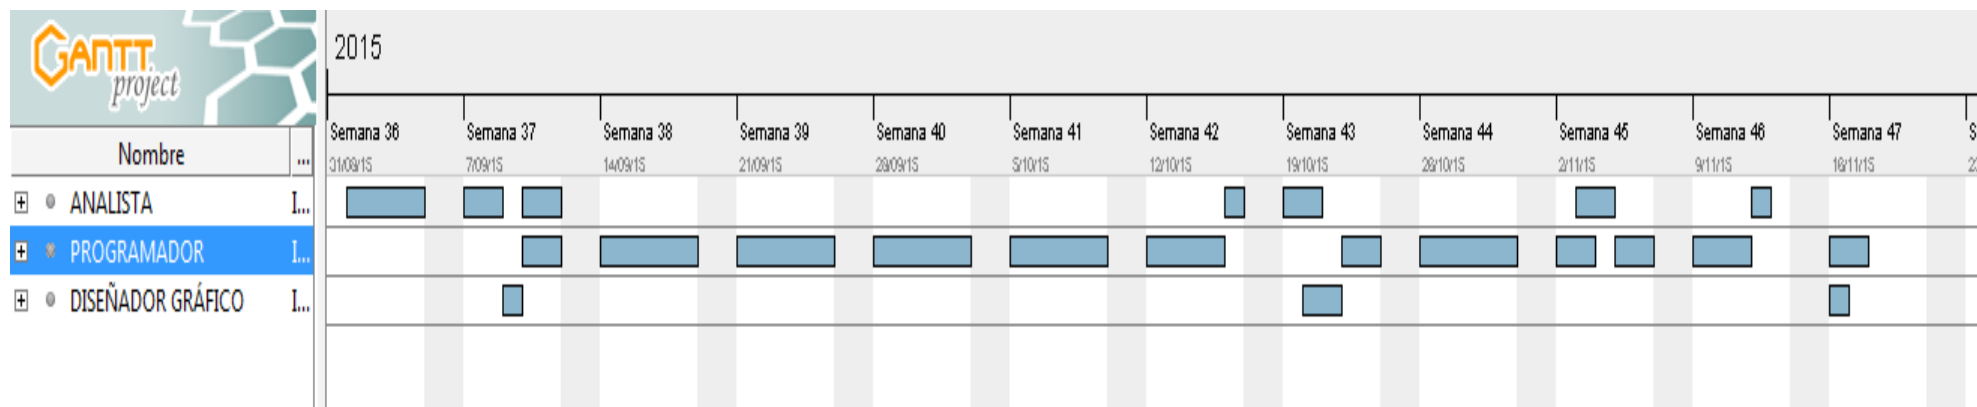 GANTT
project
2015
Semana 36 Semana 37 Semana 38 Semana 39 Semana 40 Semana 41 Semana 42 Semana 43 Semana 44 Semana 45 Semana 46 Semana 47 S
Nombre ...
31/08/15 7/09/15 14/09/15 21/09/15 28/09/15 5/10/15 12/10/15 19/10/15 26/10/15 2/11/15 9/11/15 16/11/15 2
ANALISTA I...
PROGRAMADOR I...
DISEÑADOR GRÁFICO I...